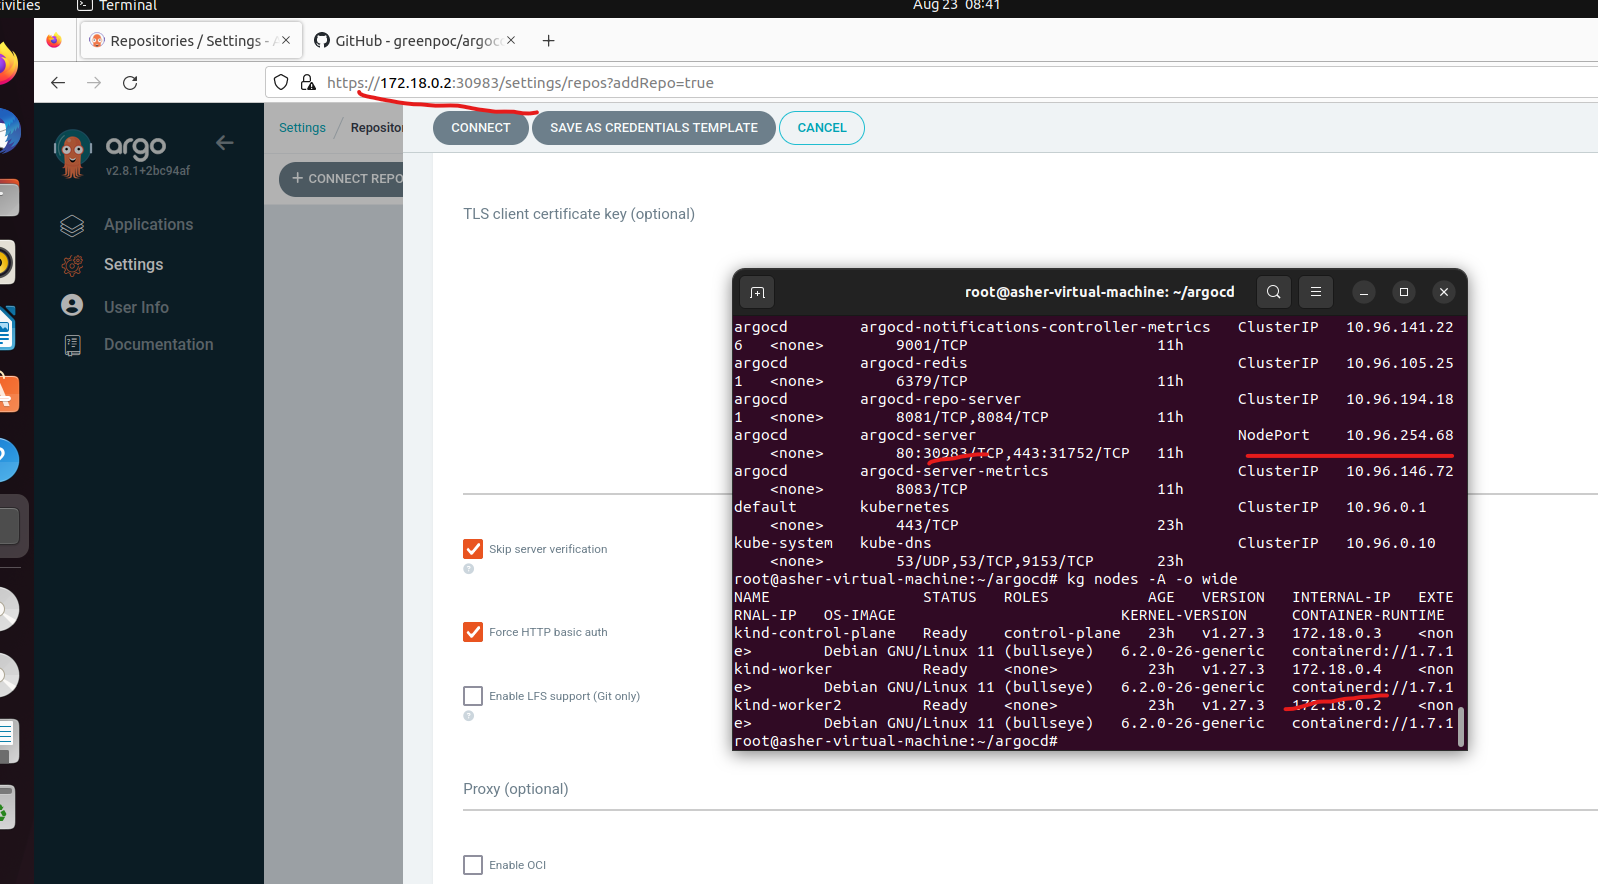 ivities
Terminal
Aug 23 08:41
Repositories / Settings - A
GitHub - greenpoc/argoc
https://172.18.0.2:30983/settings/repos?addRepo=true
argo
v2.8.1+2bc94af
Applications
Settings
User Info
Documentation
Settings / Repositor
+ CONNECT REPO
CONNECT
SAVE AS CREDENTIALS TEMPLATE
CANCEL
TLS client certificate key (optional)
Skip server verification
Force HTTP basic auth
Enable LFS support (Git only)
Proxy (optional)
Enable OCI
root@asher-virtual-machine: ~/argocd
argocd        argocd-notifications-controller-metrics   ClusterIP   10.96.141.22
6   <none>        9001/TCP                     11h
argocd        argocd-redis                              ClusterIP   10.96.105.25
1   <none>        6379/TCP                     11h
argocd        argocd-repo-server                        ClusterIP   10.96.194.18
1   <none>        8081/TCP,8084/TCP            11h
argocd        argocd-server                             NodePort    10.96.254.68
    <none>        80:30983/TCP,443:31752/TCP   11h
argocd        argocd-server-metrics                     ClusterIP   10.96.146.72
    <none>        8083/TCP                     11h
default       kubernetes                                ClusterIP   10.96.0.1
    <none>        443/TCP                      23h
kube-system   kube-dns                                  ClusterIP   10.96.0.10
    <none>        53/UDP,53/TCP,9153/TCP       23h
root@asher-virtual-machine:~/argocd# kg nodes -A -o wide
NAME                 STATUS   ROLES           AGE   VERSION   INTERNAL-IP   EXTE
RNAL-IP   OS-IMAGE                         KERNEL-VERSION     CONTAINER-RUNTIME
kind-control-plane   Ready    control-plane   23h   v1.27.3   172.18.0.3    <non
e>        Debian GNU/Linux 11 (bullseye)   6.2.0-26-generic   containerd://1.7.1
kind-worker          Ready    <none>          23h   v1.27.3   172.18.0.4    <non
e>        Debian GNU/Linux 11 (bullseye)   6.2.0-26-generic   containerd://1.7.1
kind-worker2         Ready    <none>          23h   v1.27.3   172.18.0.2    <non
e>        Debian GNU/Linux 11 (bullseye)   6.2.0-26-generic   containerd://1.7.1
root@asher-virtual-machine:~/argocd#